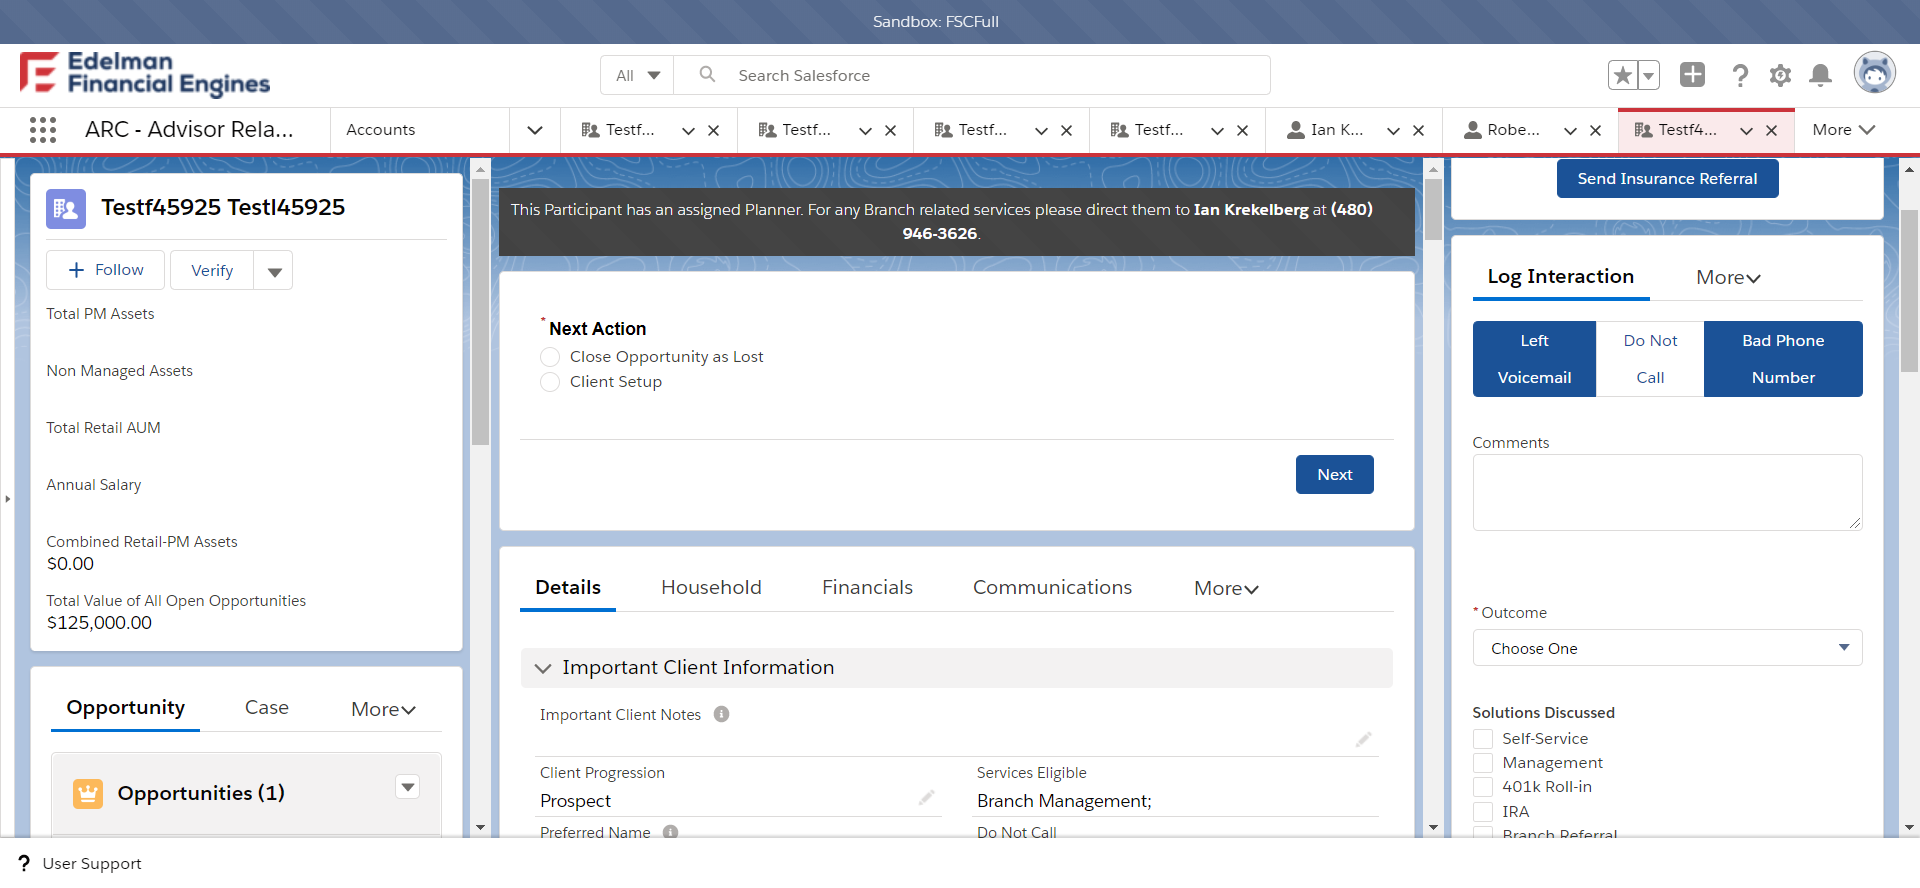 Sandbox: FSCFull
Edelman
Financial Engines
All
Search Salesforce
ARC - Advisor Rela...
Accounts
Testf...
Testf...
Testf...
Testf...
Ian K...
Robe...
Testf4...
More
Testf45925 Testl45925
Follow
Verify
Total PM Assets
Non Managed Assets
Total Retail AUM
Annual Salary
Combined Retail-PM Assets
$0.00
Total Value of All Open Opportunities
$125,000.00
Opportunity
Case
More
Opportunities (1)
This Participant has an assigned Planner. For any Branch related services please direct them to Ian Krekelberg at (480)
946-3626.
* Next Action
Close Opportunity as Lost
Client Setup
Next
Details
Household
Financials
Communications
More
Important Client Information
Important Client Notes
Client Progression
Prospect
Services Eligible
Branch Management;
Preferred Name
Do Not Call
Send Insurance Referral
Log Interaction
More
Left
Voicemail
Do Not
Call
Bad Phone
Number
Comments
* Outcome
Choose One
Solutions Discussed
Self-Service
Management
401k Roll-in
IRA
Branch Referral
? User Support